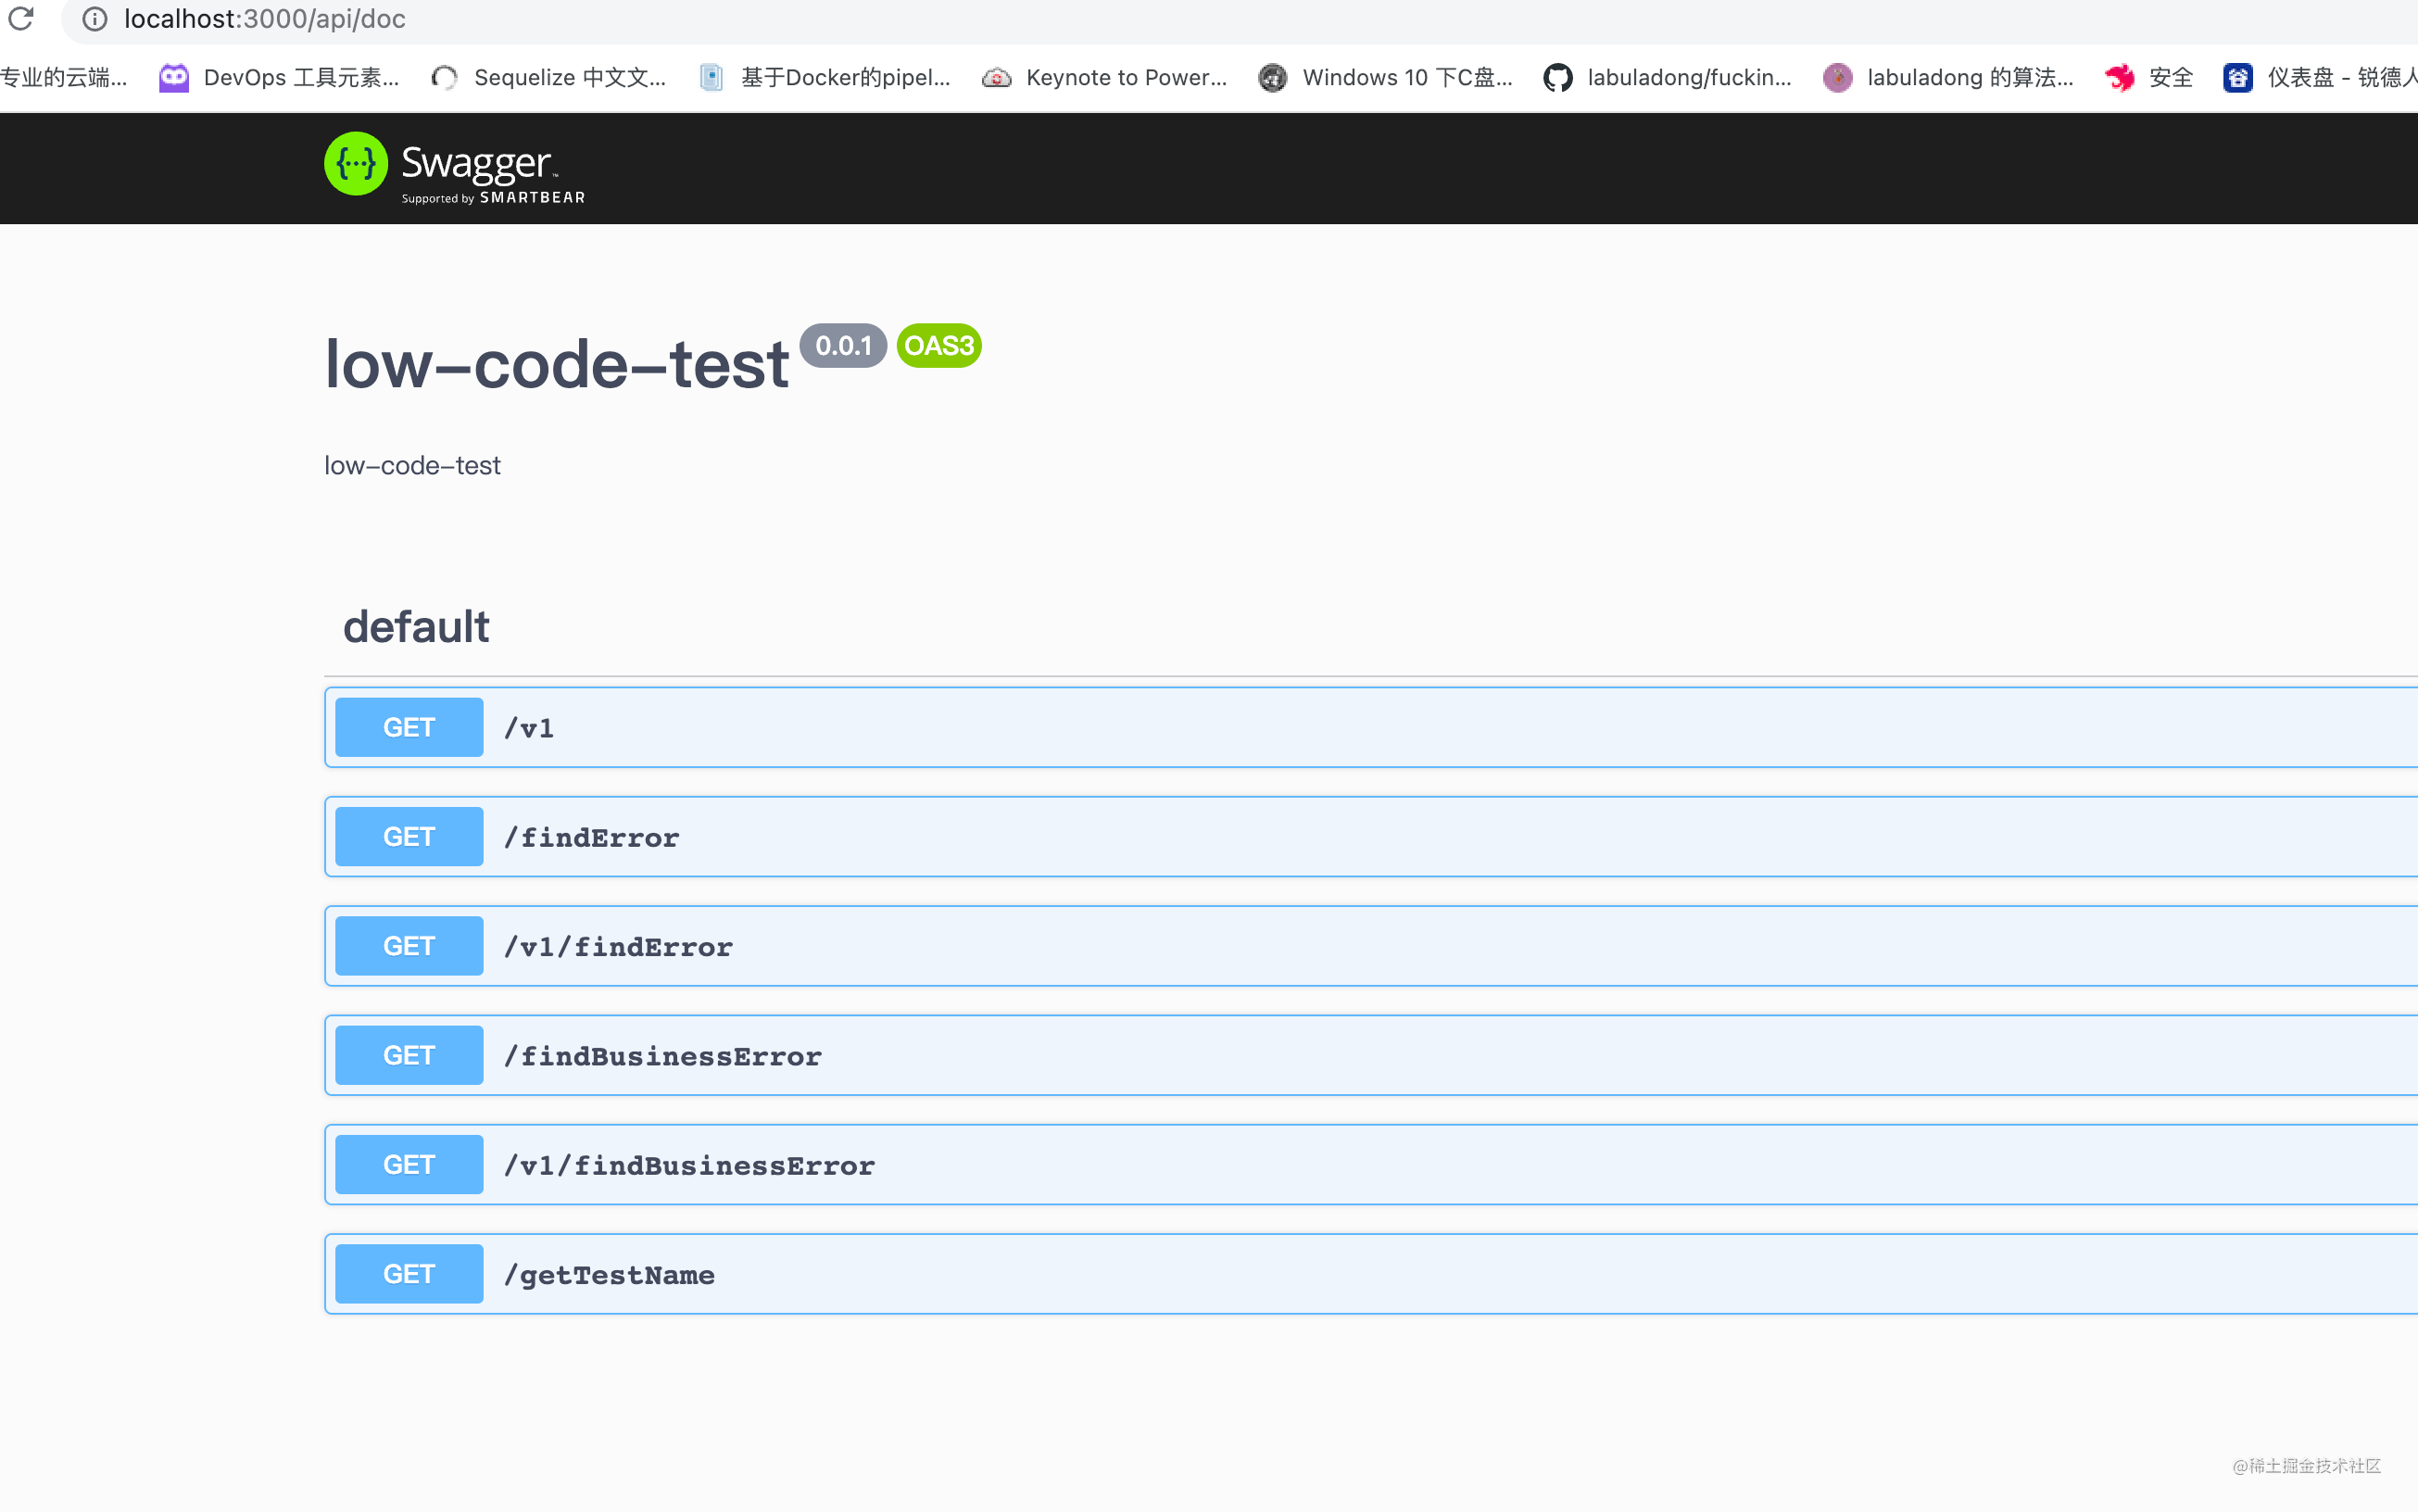 localhost:3000/api/doc
专业的云端... DevOps 工具元素... Sequelize 中文文... 基于Docker的pipel... Keynote to Power... Windows 10 下C盘... labuladong/fuckin... labuladong 的算法... 安全 仪表盘 - 锐德人
{···} Swagger™
Supported by SMARTBEAR
low-code-test 0.0.1 OAS3
low-code-test
default
GET /v1
GET /findError
GET /v1/findError
GET /findBusinessError
GET /v1/findBusinessError
GET /getTestName
@稀土掘金技术社区